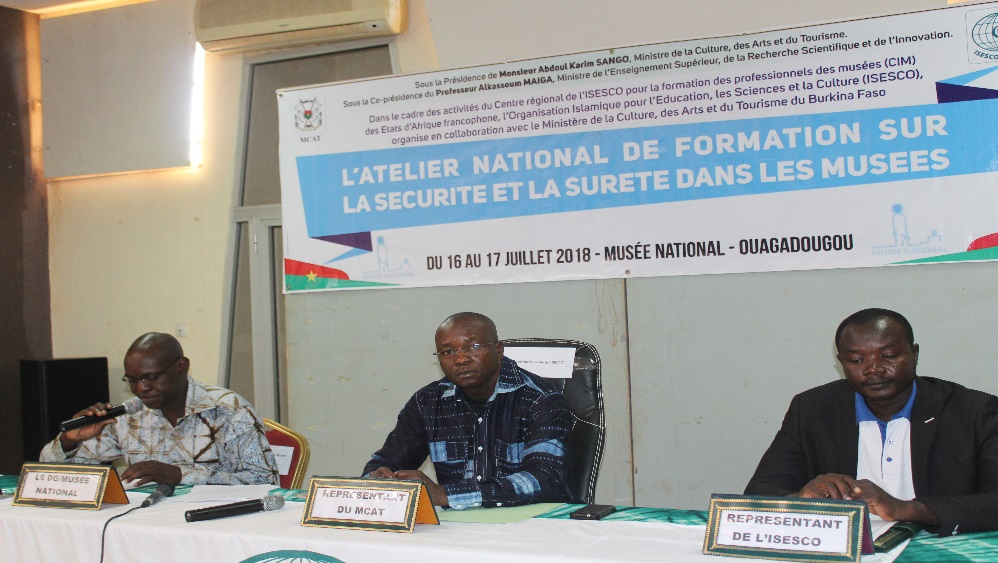 Sous la Présidence de Monsieur Abdoul Karim SANGO, Ministre de la Culture, des Arts et du Tourisme.
Sous la Co-présidence du Professeur Alkassoum MAIGA, Ministre de l'Enseignement Supérieur, de la Recherche Scientifique et de l'Innovation.
Dans le cadre des activités du Centre régional de l'ISESCO pour la formation des professionnels des musées (CIM)
des Etats d'Afrique francophone, l'Organisation Islamique pour l'Education, les Sciences et la Culture (ISESCO),
organise en collaboration avec le Ministère de la Culture, des Arts et du Tourisme du Burkina Faso
MCAT
ISESCO
L'ATELIER NATIONAL DE FORMATION SUR
LA SECURITE ET LA SURETE DANS LES MUSEES
DU 16 AU 17 JUILLET 2018 - MUSÉE NATIONAL - OUAGADOUGOU
MUSEE NATIONAL
MUSEE NATIONAL
LE DG/MUSÉE
NATIONAL
REPRESENTANT
DU MCAT
REPRESENTANT
DE L'ISESCO